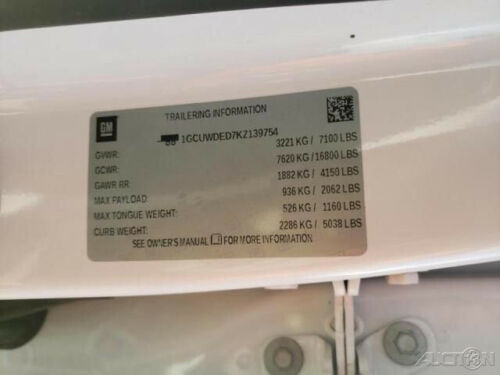 GM
TRAILERING INFORMATION
1GCUWDED7KZ139754
GVWR: 3221 KG / 7100 LBS
GCWR: 7620 KG / 16800 LBS
GAWR RR: 1882 KG / 4150 LBS
MAX PAYLOAD: 936 KG / 2062 LBS
MAX TONGUE WEIGHT: 526 KG / 1160 LBS
CURB WEIGHT: 2286 KG / 5038 LBS
SEE OWNER'S MANUAL FOR MORE INFORMATION
AUCTION